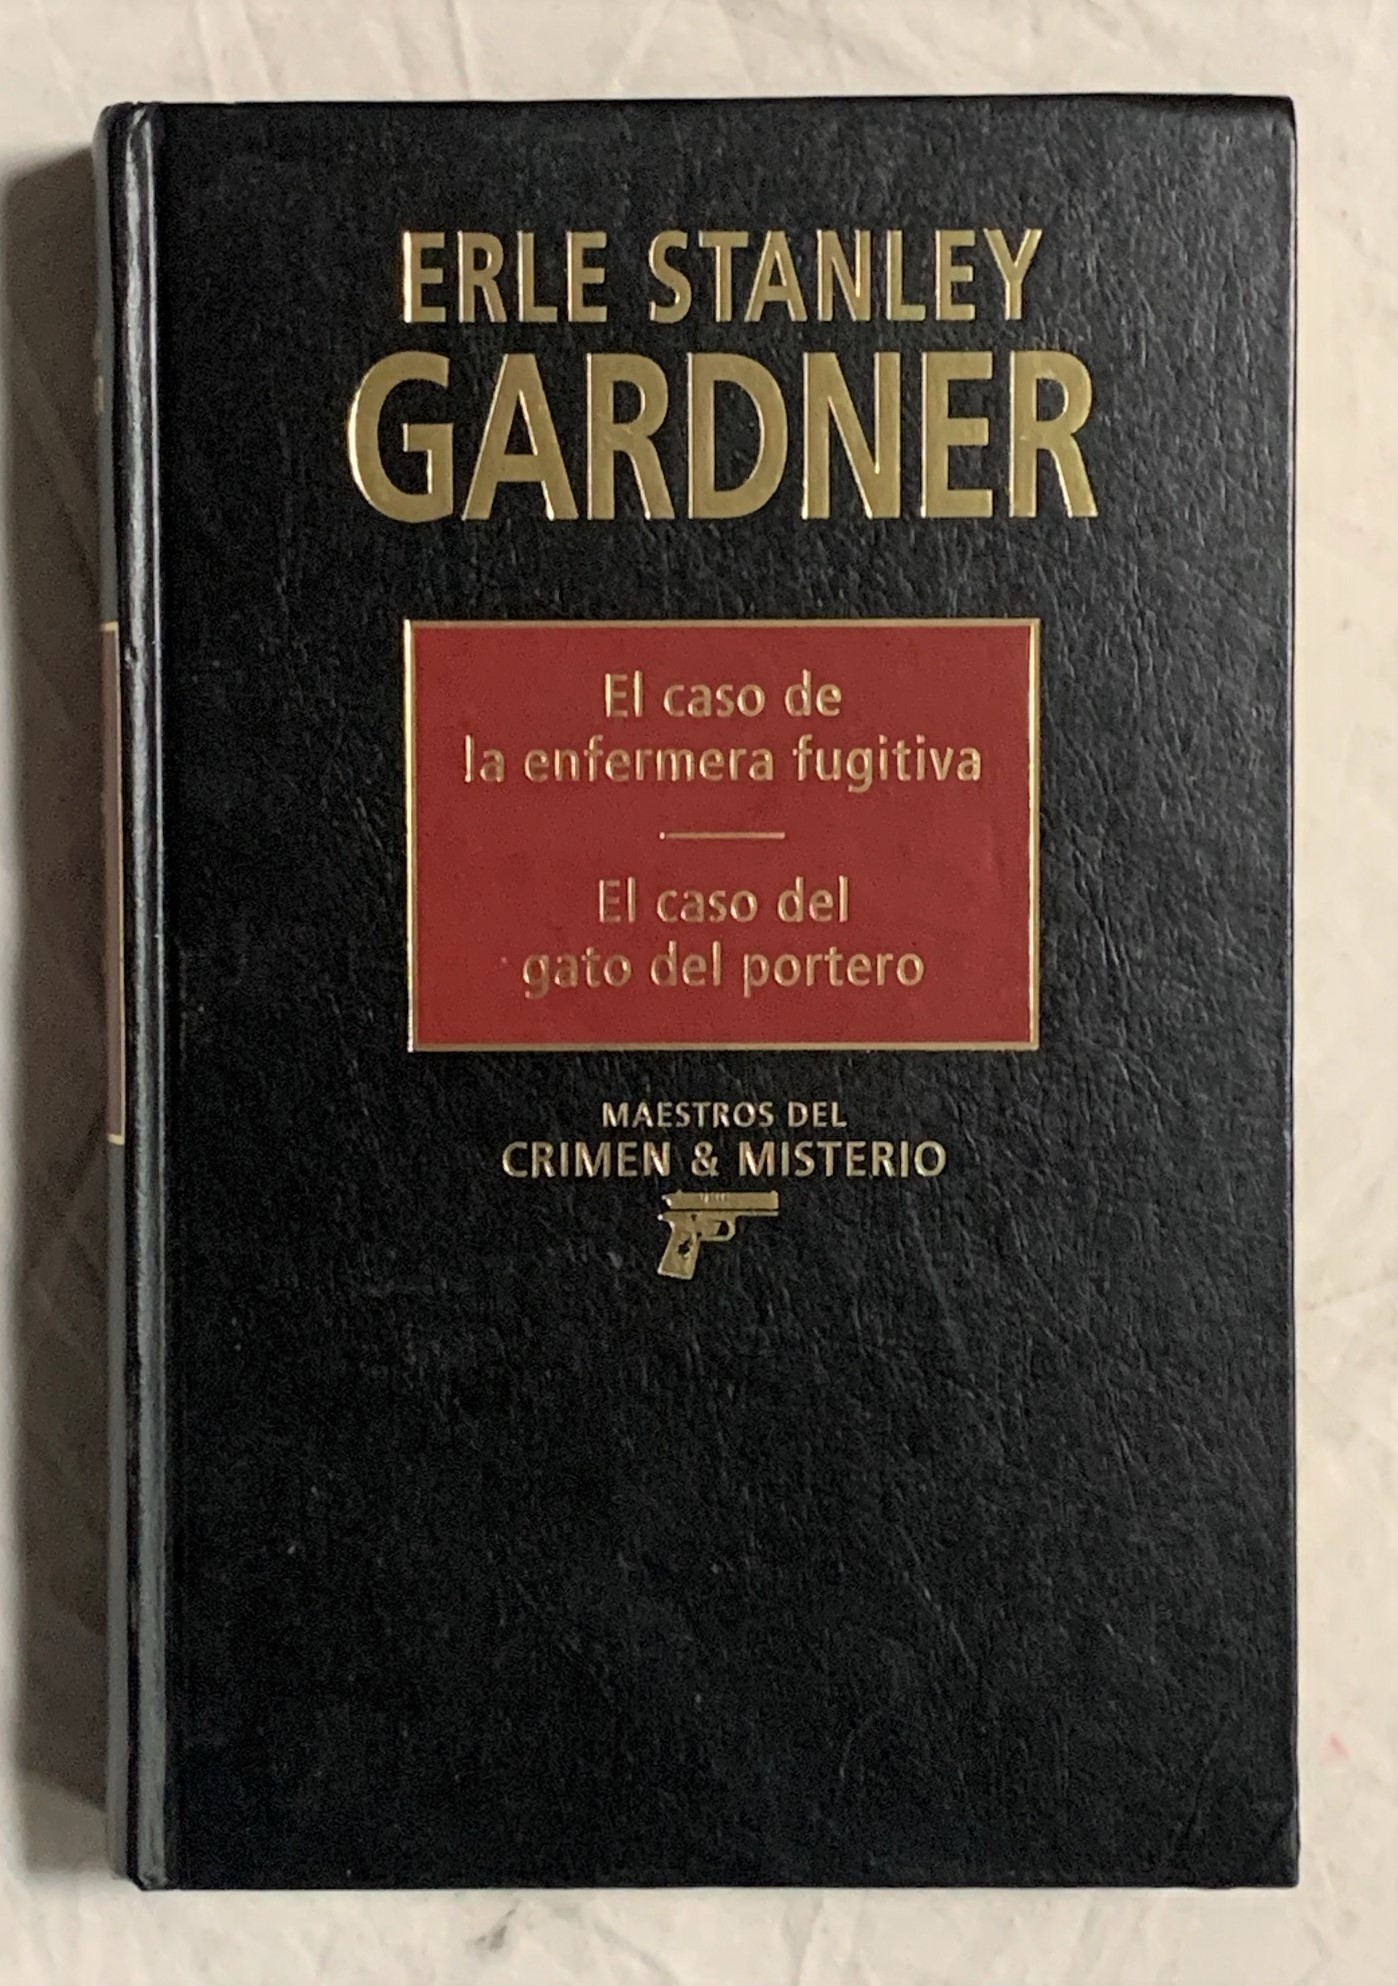 ERLE STANLEY
GARDNER
El caso de
la enfermera fugitiva
El caso del
gato del portero
MAESTROS DEL
CRIMEN & MISTERIO